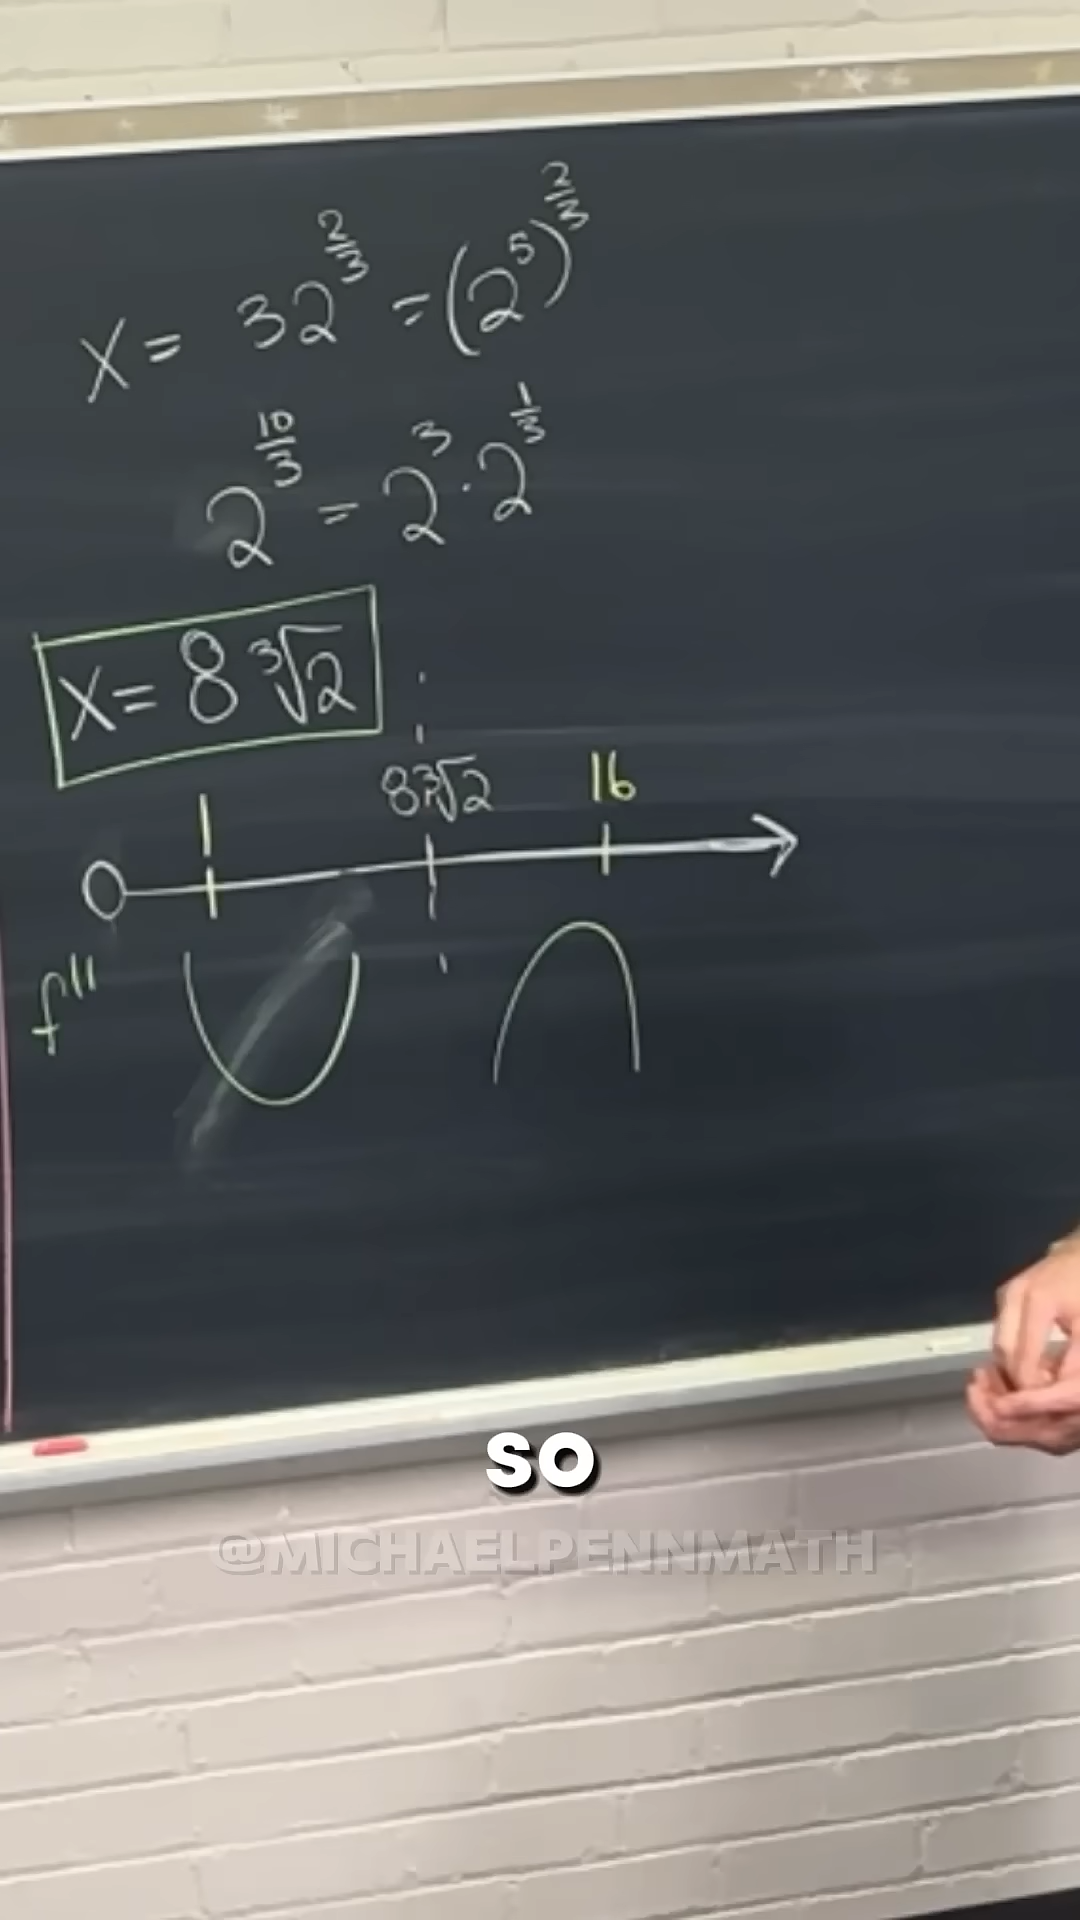 x = 32^{2/3} = (2^5)^{2/3}
2^{10/3} = 2^3 · 2^{1/3}
x = 8 ∛2
1 8∛2 16
0
f''
SO
@MICHAELPENNMATH